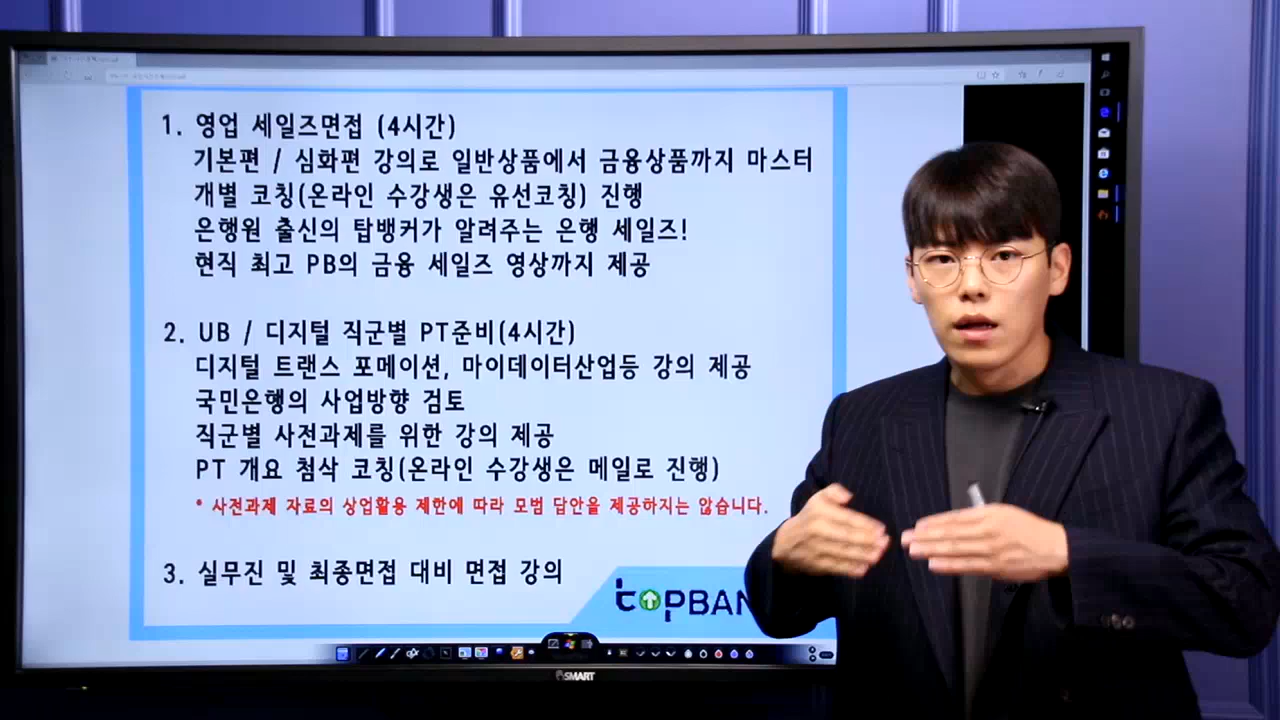 1. 영업 세일즈면접 (4시간)
기본편 / 심화편 강의로 일반상품에서 금융상품까지 마스터
개별 코칭(온라인 수강생은 유선코칭) 진행
은행원 출신의 탑뱅커가 알려주는 은행 세일즈!
현직 최고 PB의 금융 세일즈 영상까지 제공
2. UB / 디지털 직군별 PT준비(4시간)
디지털 트랜스 포메이션, 마이데이터산업등 강의 제공
국민은행의 사업방향 검토
직군별 사전과제를 위한 강의 제공
PT 개요 첨삭 코칭(온라인 수강생은 메일로 진행)
* 사전과제 자료의 상업활용 제한에 따라 모범 답안을 제공하지는 않습니다.
3. 실무진 및 최종면접 대비 면접 강의
topBAN
SMART